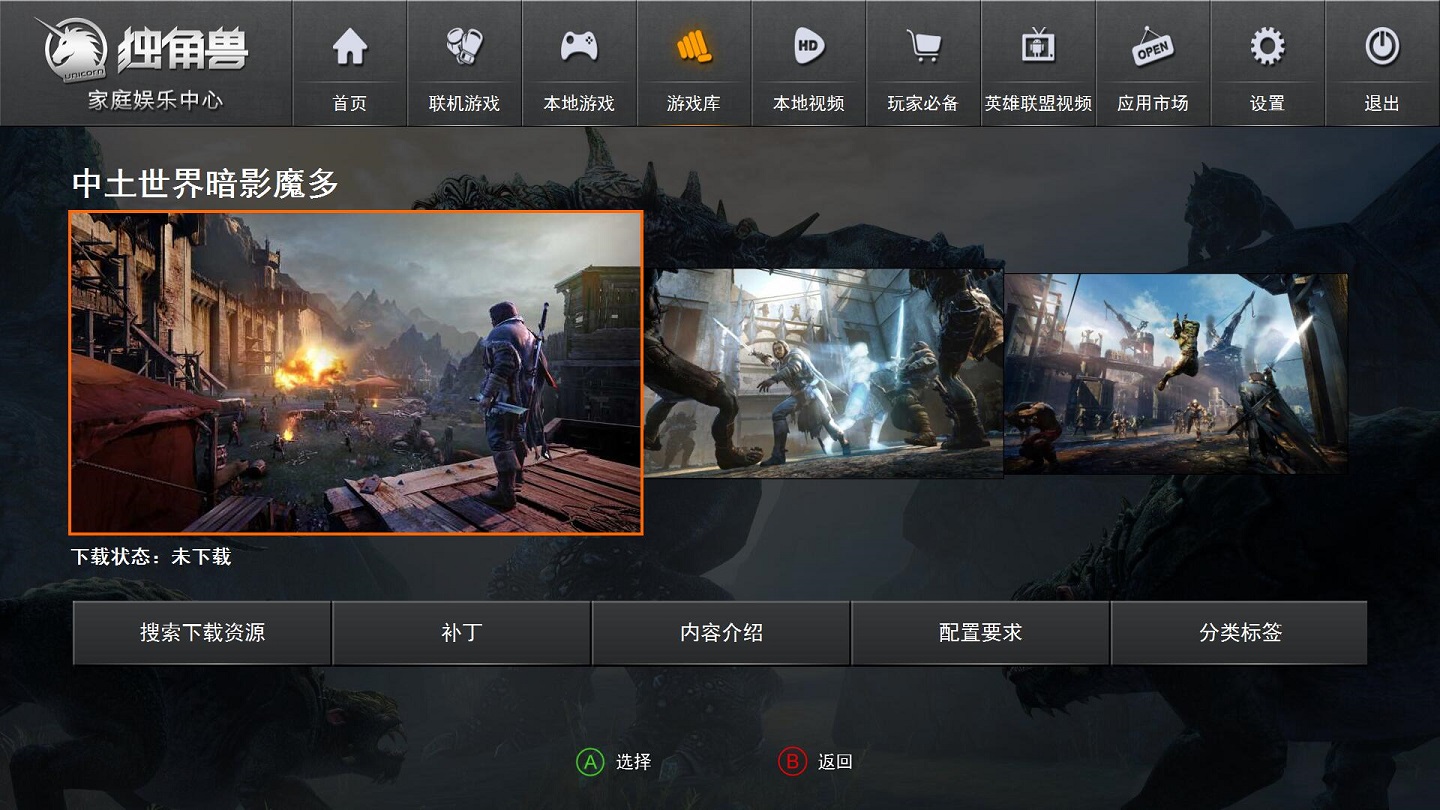 独角兽
unicorn
家庭娱乐中心
首页
联机游戏
本地游戏
游戏库
HD
本地视频
玩家必备
英雄联盟视频
OPEN
应用市场
设置
退出
中土世界暗影魔多
下载状态：未下载
搜索下载资源
补丁
内容介绍
配置要求
分类标签
A 选择
B 返回